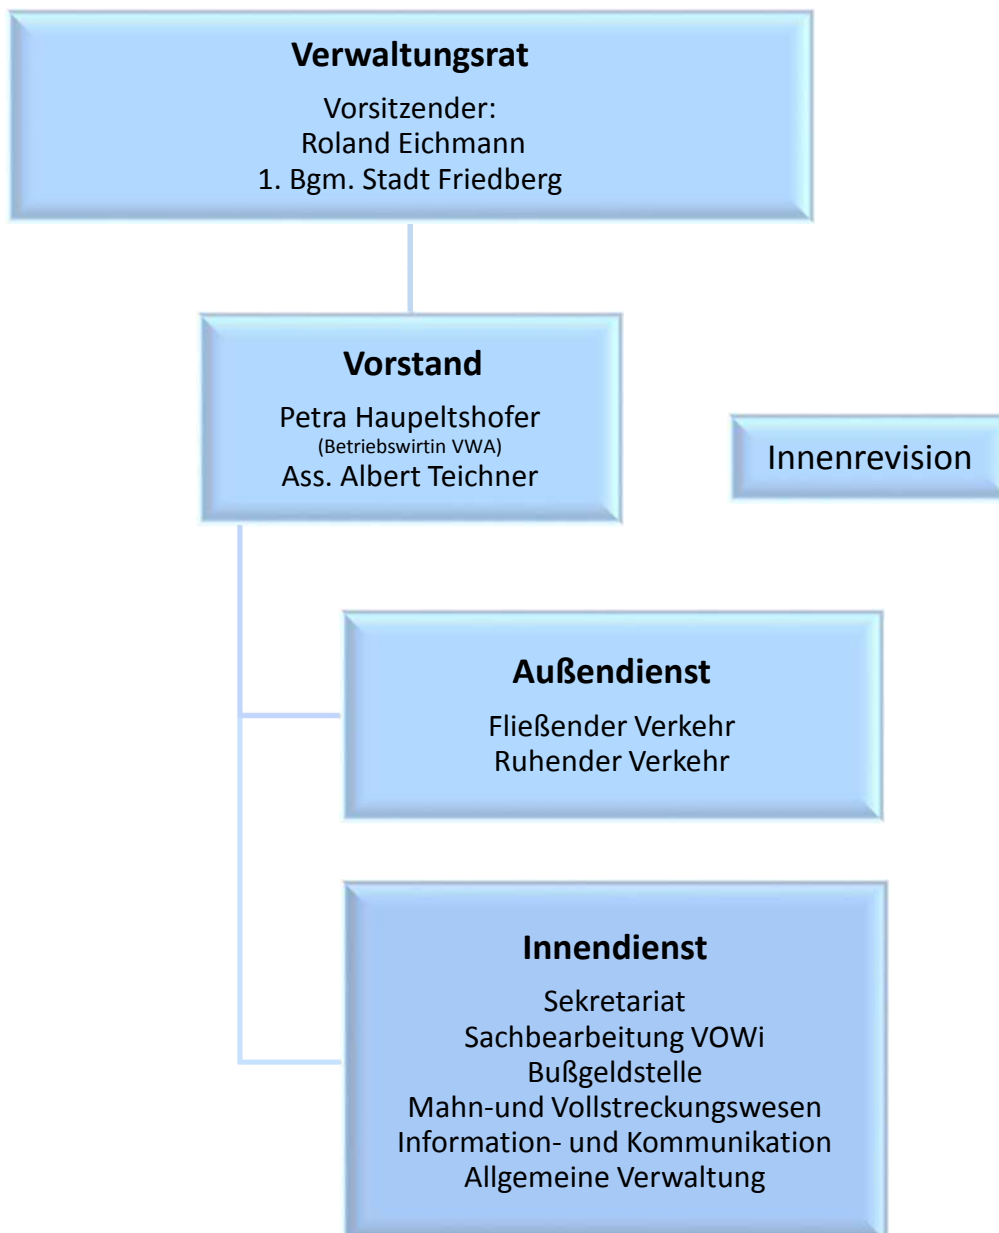 Verwaltungsrat
Vorsitzender:
Roland Eichmann
1. Bgm. Stadt Friedberg
Vorstand
Petra Haupeltshofer
(Betriebswirtin VWA)
Ass. Albert Teichner
Innenrevision
Außendienst
Fließender Verkehr
Ruhender Verkehr
Innendienst
Sekretariat
Sachbearbeitung VOWi
Bußgeldstelle
Mahn-und Vollstreckungswesen
Information- und Kommunikation
Allgemeine Verwaltung